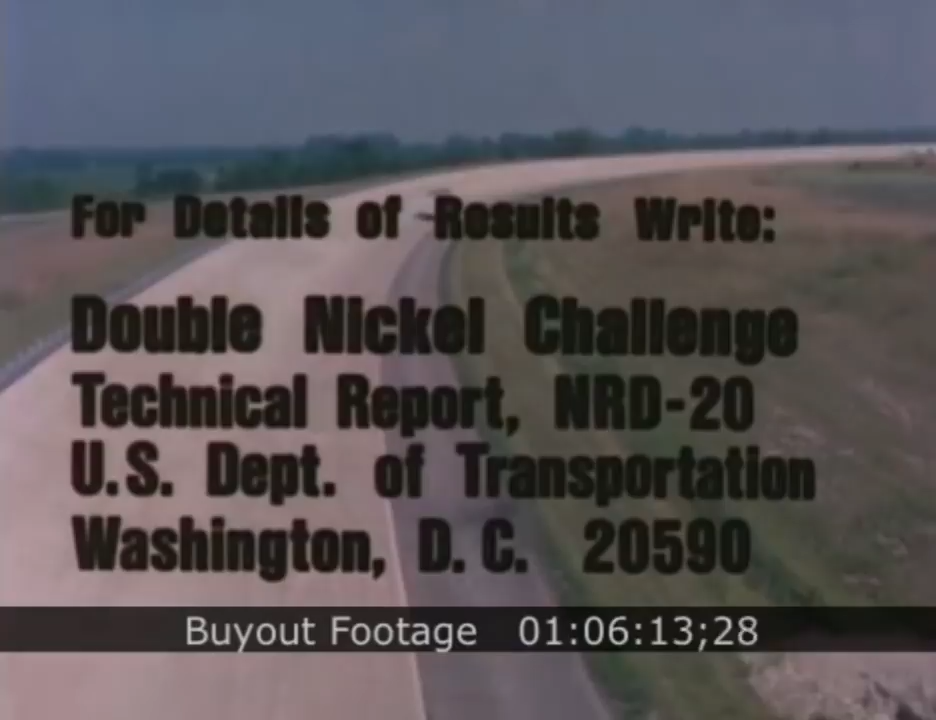 For Details of Results Write:
Double Nickel Challenge
Technical Report, NRD-20
U.S. Dept. of Transportation
Washington, D.C. 20590
Buyout Footage 01:06:13;28